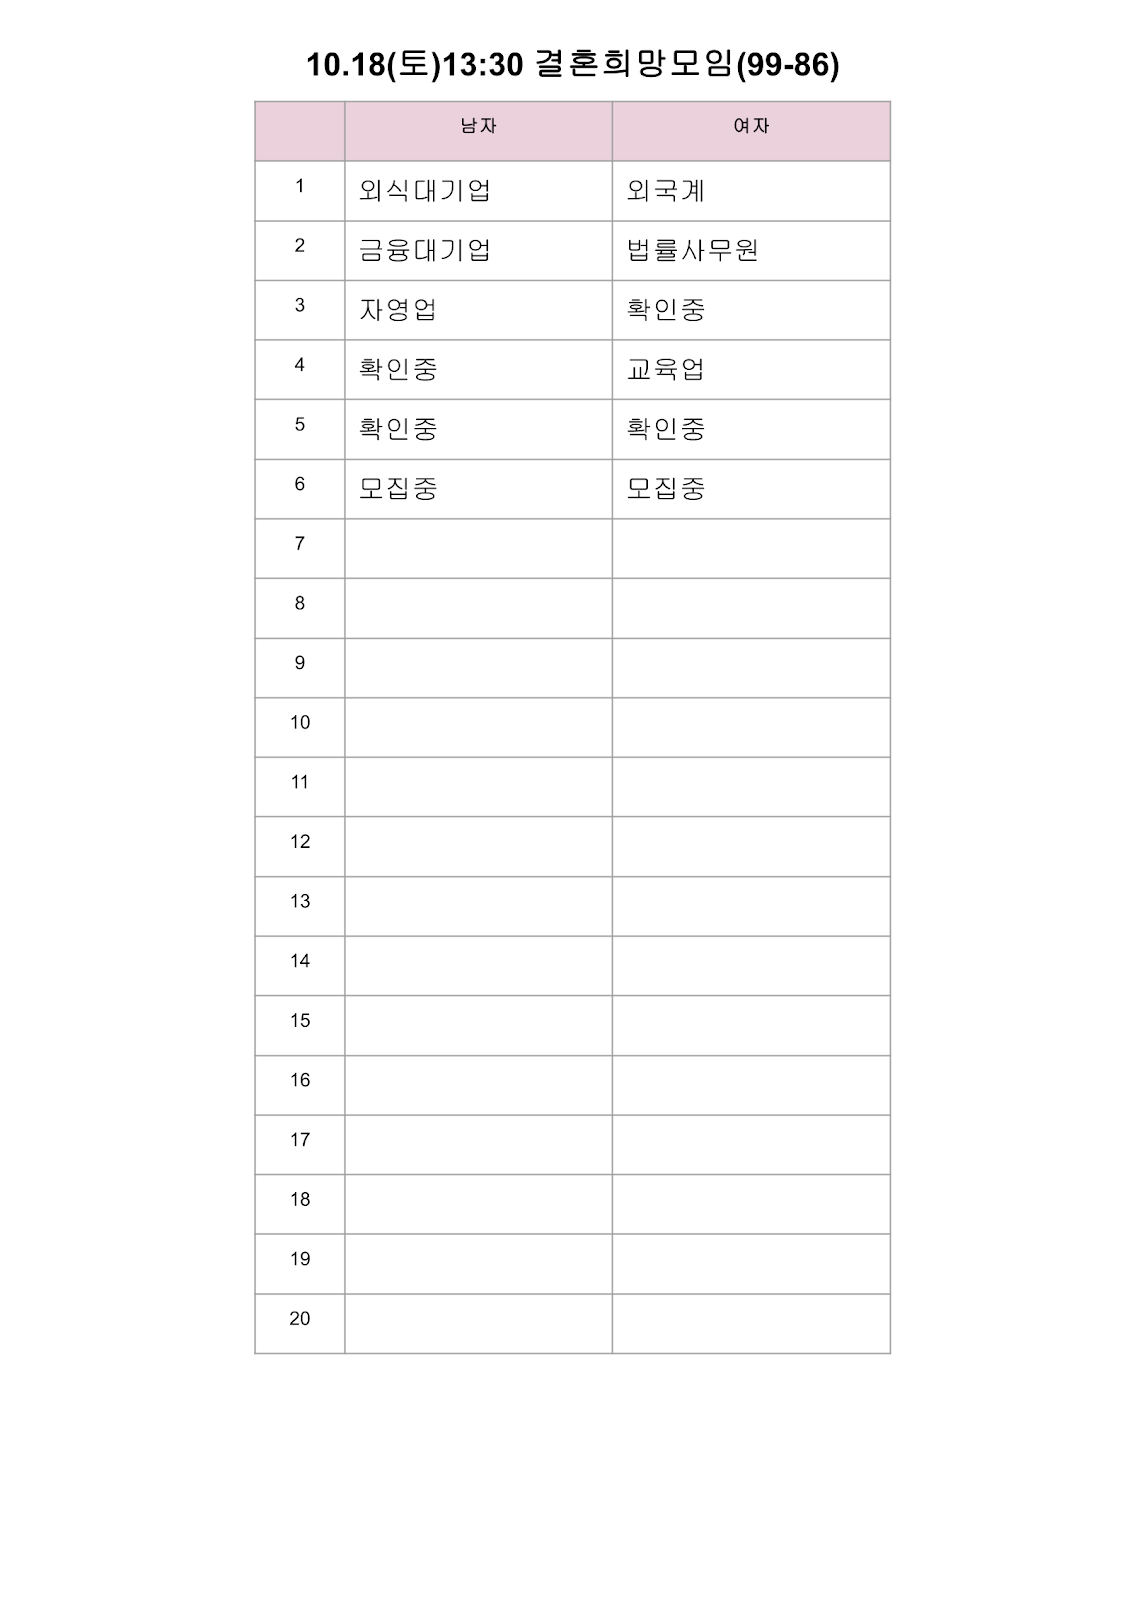 10.18(토)13:30 결혼희망모임(99-86)
남자 여자
1 외식대기업 외국계
2 금융대기업 법률사무원
3 자영업 확인중
4 확인중 교육업
5 확인중 확인중
6 모집중 모집중
7
8
9
10
11
12
13
14
15
16
17
18
19
20